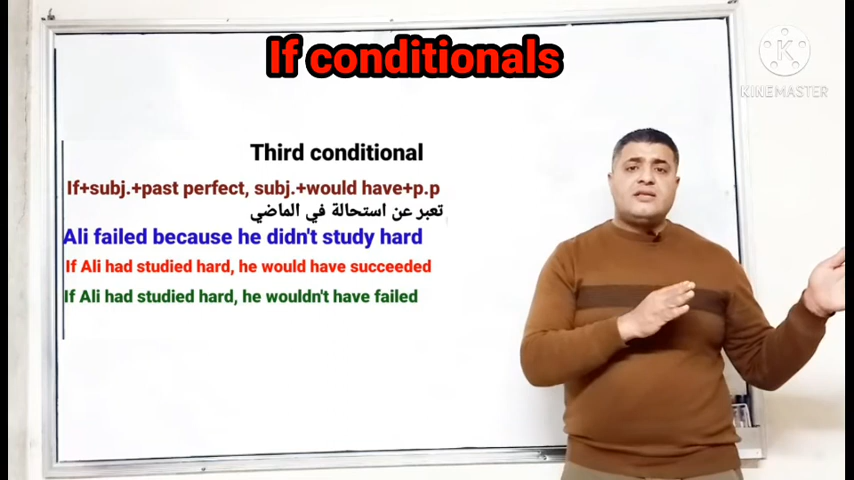 If conditionals
K
KINEMASTER
Third conditional
If+subj.+past perfect, subj.+would have+p.p
تعبر عن استحالة في الماضي
Ali failed because he didn't study hard
If Ali had studied hard, he would have succeeded
If Ali had studied hard, he wouldn't have failed